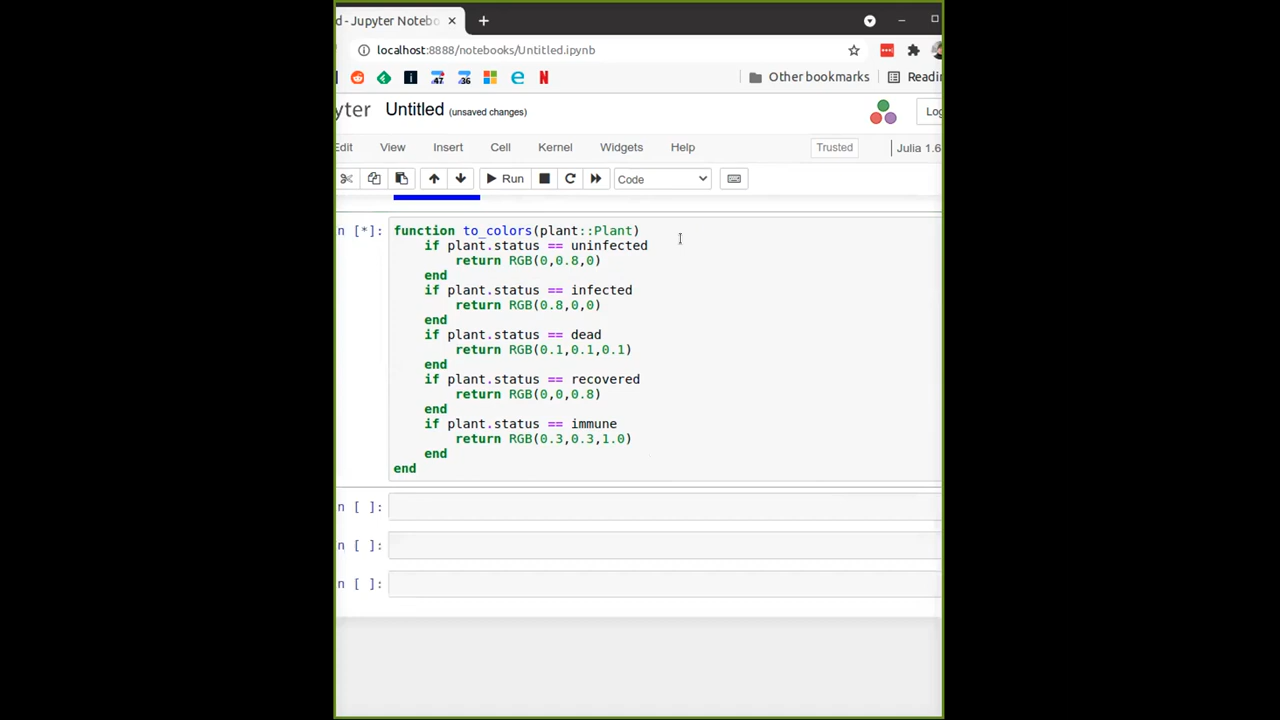 d - Jupyter Notebo
localhost:8888/notebooks/Untitled.ipynb
47
36
Other bookmarks
Readin
yter
Untitled (unsaved changes)
Log
Edit View Insert Cell Kernel Widgets Help
Trusted
Julia 1.6
Run
Code
n [*]:
function to_colors(plant::Plant)
if plant.status == uninfected
return RGB(0,0.8,0)
end
if plant.status == infected
return RGB(0.8,0,0)
end
if plant.status == dead
return RGB(0.1,0.1,0.1)
end
if plant.status == recovered
return RGB(0,0,0.8)
end
if plant.status == immune
return RGB(0.3,0.3,1.0)
end
end
n [ ]:
n [ ]:
n [ ]: